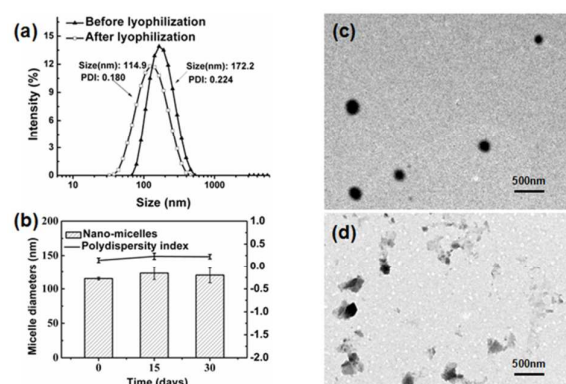 (a)
Before lyophilization
After lyophilization
Size(nm): 114.9
PDI: 0.180
Size(nm): 172.2
PDI: 0.224
Intensity (%)
15
12
9
6
3
0
10
100
1000
Size (nm)
(b)
Nano-micelles
Polydispersity index
Micelle diameters (nm)
200
150
100
50
0
1.0
0.5
0.0
-0.5
-1.0
-1.5
-2.0
0
15
30
Time (days)
(c)
500nm
(d)
500nm